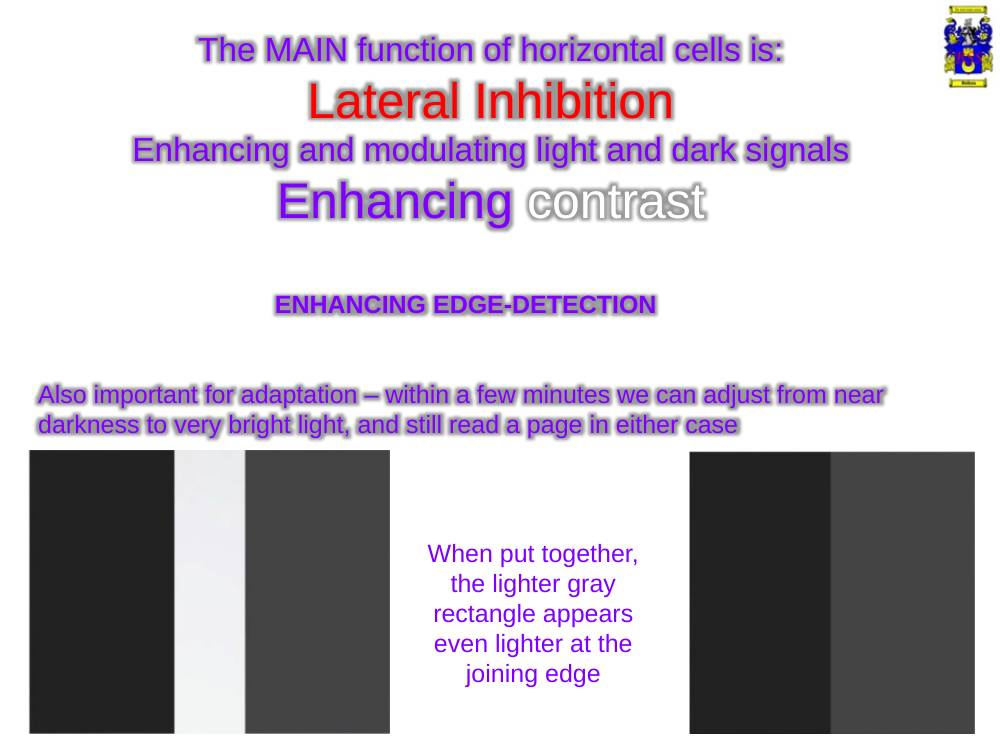 The MAIN function of horizontal cells is:
Lateral Inhibition
Enhancing and modulating light and dark signals
Enhancing contrast
ENHANCING EDGE-DETECTION
Also important for adaptation – within a few minutes we can adjust from near
darkness to very bright light, and still read a page in either case
When put together,
the lighter gray
rectangle appears
even lighter at the
joining edge